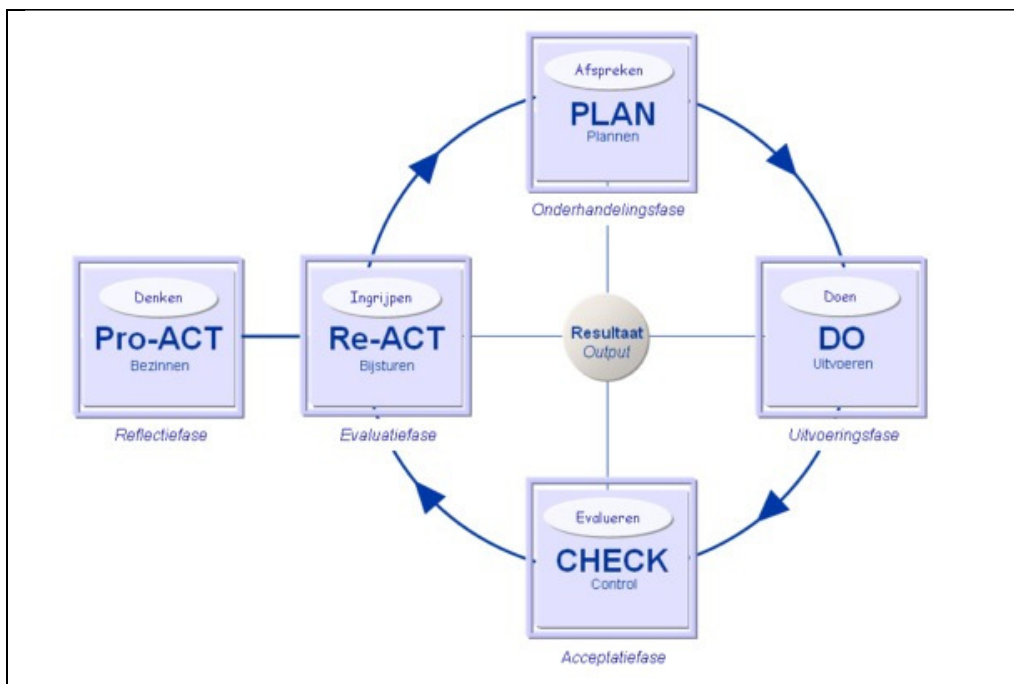 Afspreken
PLAN
Plannen
Onderhandelingsfase
Denken
Pro-ACT
Bezinnen
Reflectiefase
Ingrijpen
Re-ACT
Bijsturen
Evaluatiefase
Resultaat
Output
Doen
DO
Uitvoeren
Uitvoeringsfase
Evalueren
CHECK
Control
Acceptatiefase